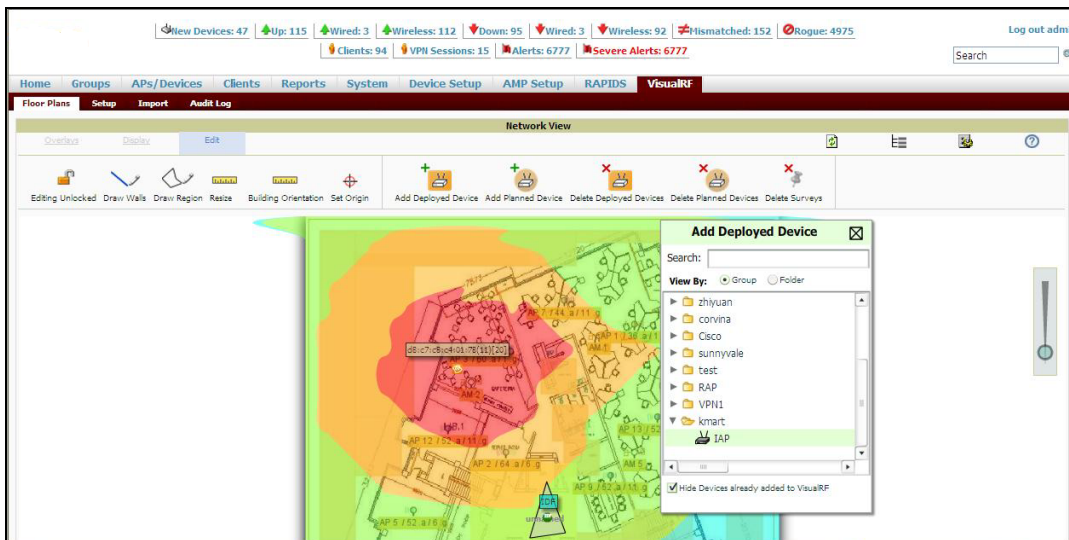 New Devices: 47 Up: 115 Wired: 3 Wireless: 112 Down: 95 Wired: 3 Wireless: 92 Mismatched: 152 Rogue: 4975 Log out adm
Clients: 94 VPN Sessions: 15 Alerts: 6777 Severe Alerts: 6777
Search
Home Groups APs/Devices Clients Reports System Device Setup AMP Setup RAPIDS VisualRF
Floor Plans Setup Import Audit Log
Network View
Overlays Display Edit
Editing Unlocked Draw Walls Draw Region Resize Building Orientation Set Origin Add Deployed Device Add Planned Device Delete Deployed Devices Delete Planned Devices Delete Surveys
Add Deployed Device
Search:
View By: Group Folder
zhiyuan
corvina
Cisco
sunnyvale
test
RAP
VPN1
kmart
IAP
Hide Devices already added to VisualRF
AP 7 / 44 a / 11 g
AM 1
d8:c7:c8:c4:01:78(11)[20]
AM 2
AP 12 / 52 a / 11 g
AP 13 / 52
AP 2 / 64 a / 6 g
AM 5
AP 9 / 52 a / 11 g
AP 5 / 52 a / 6 g